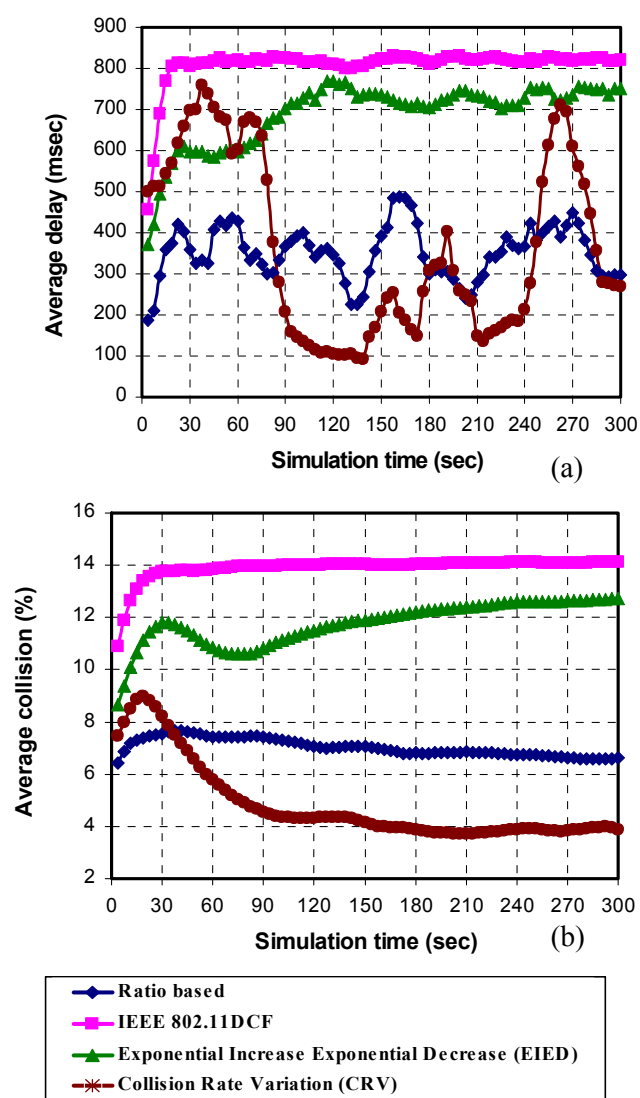 900
800
700
600
500
400
300
200
100
0
Average delay (msec)
0 30 60 90 120 150 180 210 240 270 300
Simulation time (sec)
(a)
16
14
12
10
8
6
4
2
Average collision (%)
0 30 60 90 120 150 180 210 240 270 300
Simulation time (sec)
(b)
Ratio based
IEEE 802.11DCF
Exponential Increase Exponential Decrease (EIED)
Collision Rate Variation (CRV)